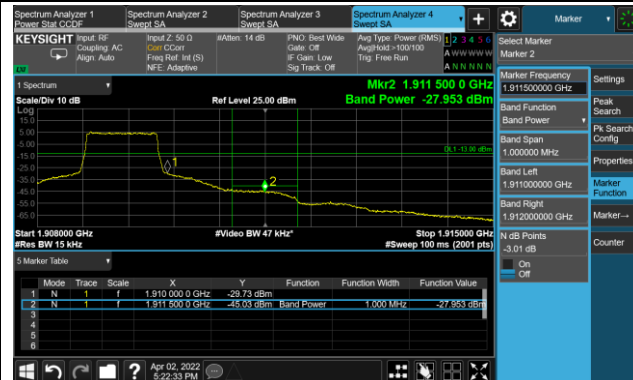 Spectrum Analyzer 1
Power Stat CCDF
Spectrum Analyzer 2
Swept SA
Spectrum Analyzer 3
Swept SA
Spectrum Analyzer 4
Swept SA
Marker
KEYSIGHT
Input: RF
Coupling: AC
Align: Auto
Input Z: 50 Ω
Corr CCorr
Freq Ref: Int (S)
NFE: Adaptive
#Atten: 14 dB
PNO: Best Wide
Gate: Off
IF Gain: Low
Sig Track: Off
Avg Type: Power (RMS)
Avg|Hold >100/100
Trig: Free Run
1 2 3 4 5 6
A W W W W W
A N N N N N
Select Marker
Marker 2
1 Spectrum
Scale/Div 10 dB
Ref Level 25.00 dBm
Mkr2 1.911 500 0 GHz
Band Power -27.953 dBm
Log
15.0
5.00
-5.00
-15.0
-25.0
-35.0
-45.0
-55.0
-65.0
DL1 -13.00 dBm
1
2
Start 1.908000 GHz
#Res BW 15 kHz
#Video BW 47 kHz*
Stop 1.915000 GHz
#Sweep 100 ms (2001 pts)
5 Marker Table
Mode Trace Scale X Y Function Function Width Function Value
1 N 1 f 1.910 000 0 GHz -29.73 dBm
2 N 1 f 1.911 500 0 GHz -45.03 dBm Band Power 1.000 MHz -27.953 dBm
3
4
5
6
Marker Frequency
1.911500000 GHz
Band Function
Band Power
Band Span
1.000000 MHz
Band Left
1.911000000 GHz
Band Right
1.912000000 GHz
N dB Points
-3.01 dB
On
Off
Settings
Peak Search
Pk Search Config
Properties
Marker Function
Marker→
Counter
Apr 02, 2022
5:22:33 PM